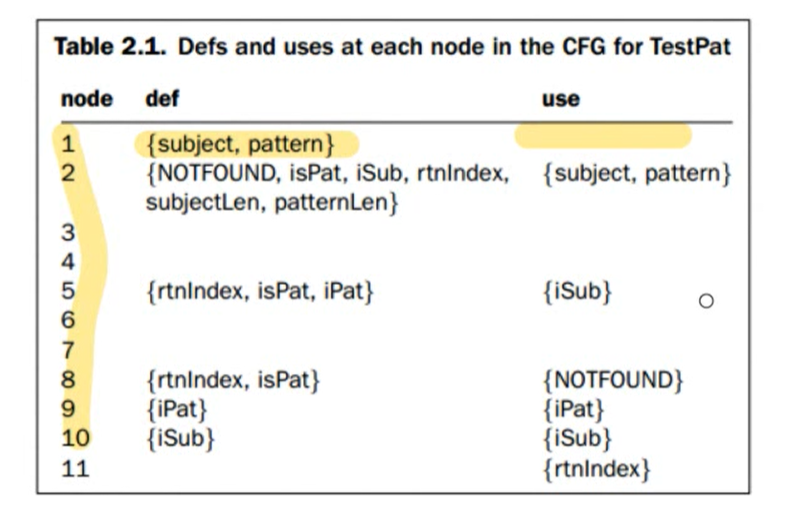 Table 2.1. Defs and uses at each node in the CFG for TestPat
node def use
1 {subject, pattern}
2 {NOTFOUND, isPat, iSub, rtnIndex, {subject, pattern}
subjectLen, patternLen}
3
4
5 {rtnIndex, isPat, iPat} {iSub}
6
7
8 {rtnIndex, isPat} {NOTFOUND}
9 {iPat} {iPat}
10 {iSub} {iSub}
11 {rtnIndex}